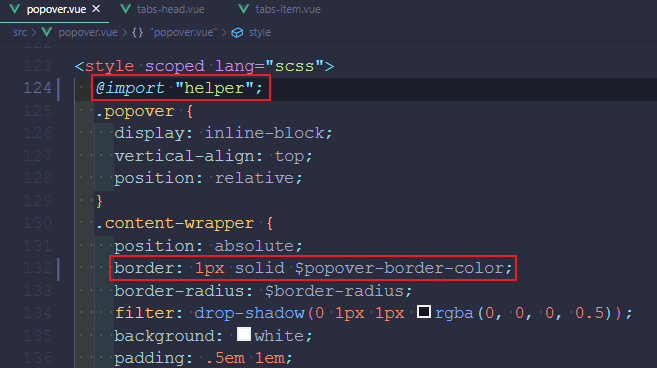 popover.vue ×
tabs-head.vue
tabs-item.vue
src > popover.vue > {} "popover.vue" > style
122
123 <style scoped lang="scss">
124 @import "helper";
125 .popover {
126 display: inline-block;
127 vertical-align: top;
128 position: relative;
129 }
130 .content-wrapper {
131 position: absolute;
132 border: 1px solid $popover-border-color;
133 border-radius: $border-radius;
134 filter: drop-shadow(0 1px 1px rgba(0, 0, 0, 0.5));
135 background: white;
136 padding: .5em 1em;